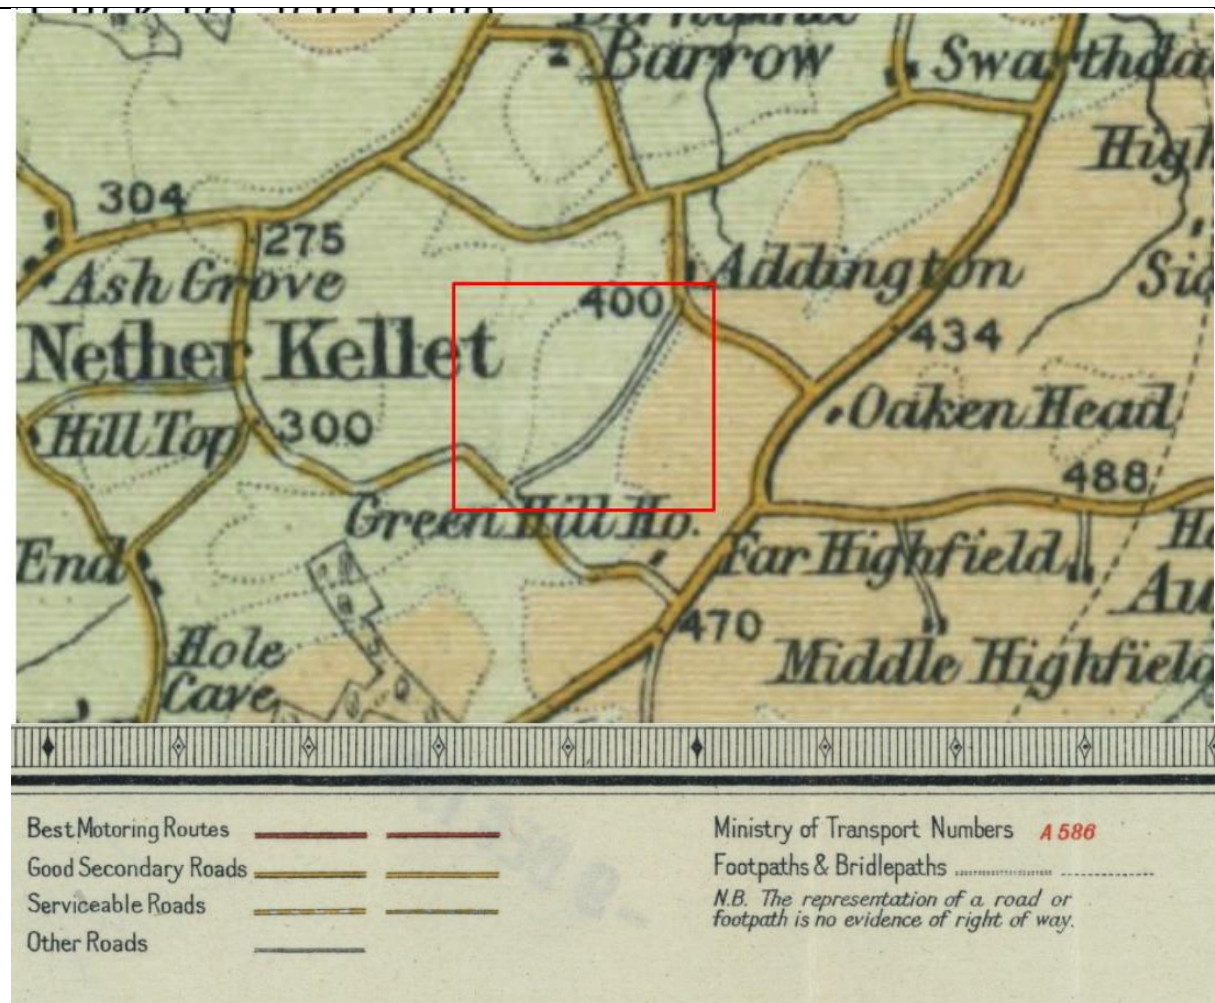 Barrow
Swarthda
High
304
275
Ash Grove
400
Addington
Sid
Nether Kellet
434
Hill Top
300
Oaken Head
488
Green Hill Ho.
End
Far Highfield
Au
470
Hole
Cave
Middle Highfield
Best Motoring Routes
Good Secondary Roads
Serviceable Roads
Other Roads
Ministry of Transport Numbers A 586
Footpaths & Bridlepaths
N.B. The representation of a road or
footpath is no evidence of right of way.